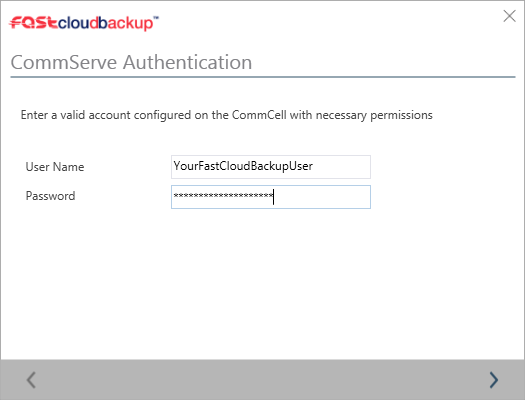 FASTcloudbackup™
CommServe Authentication
Enter a valid account configured on the CommCell with necessary permissions
User Name
YourFastCloudBackupUser
Password
********************